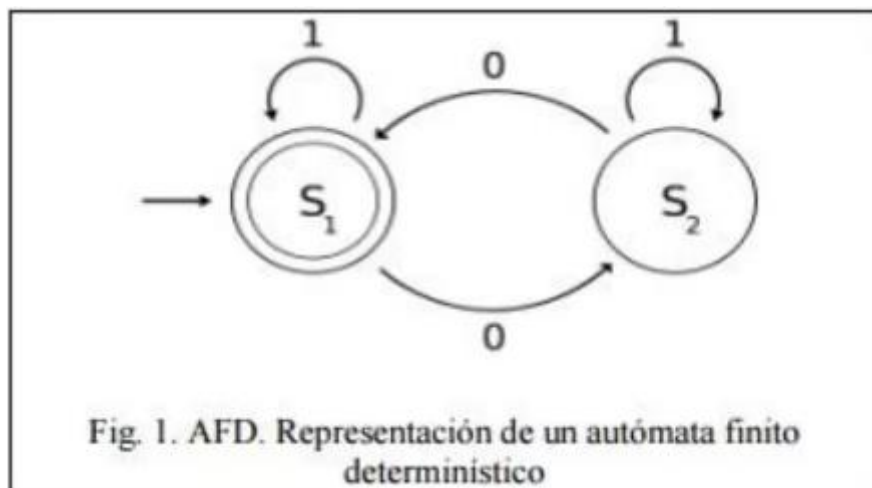 1
1
0
S1
S2
0
Fig. 1. AFD. Representación de un autómata finito
determinístico